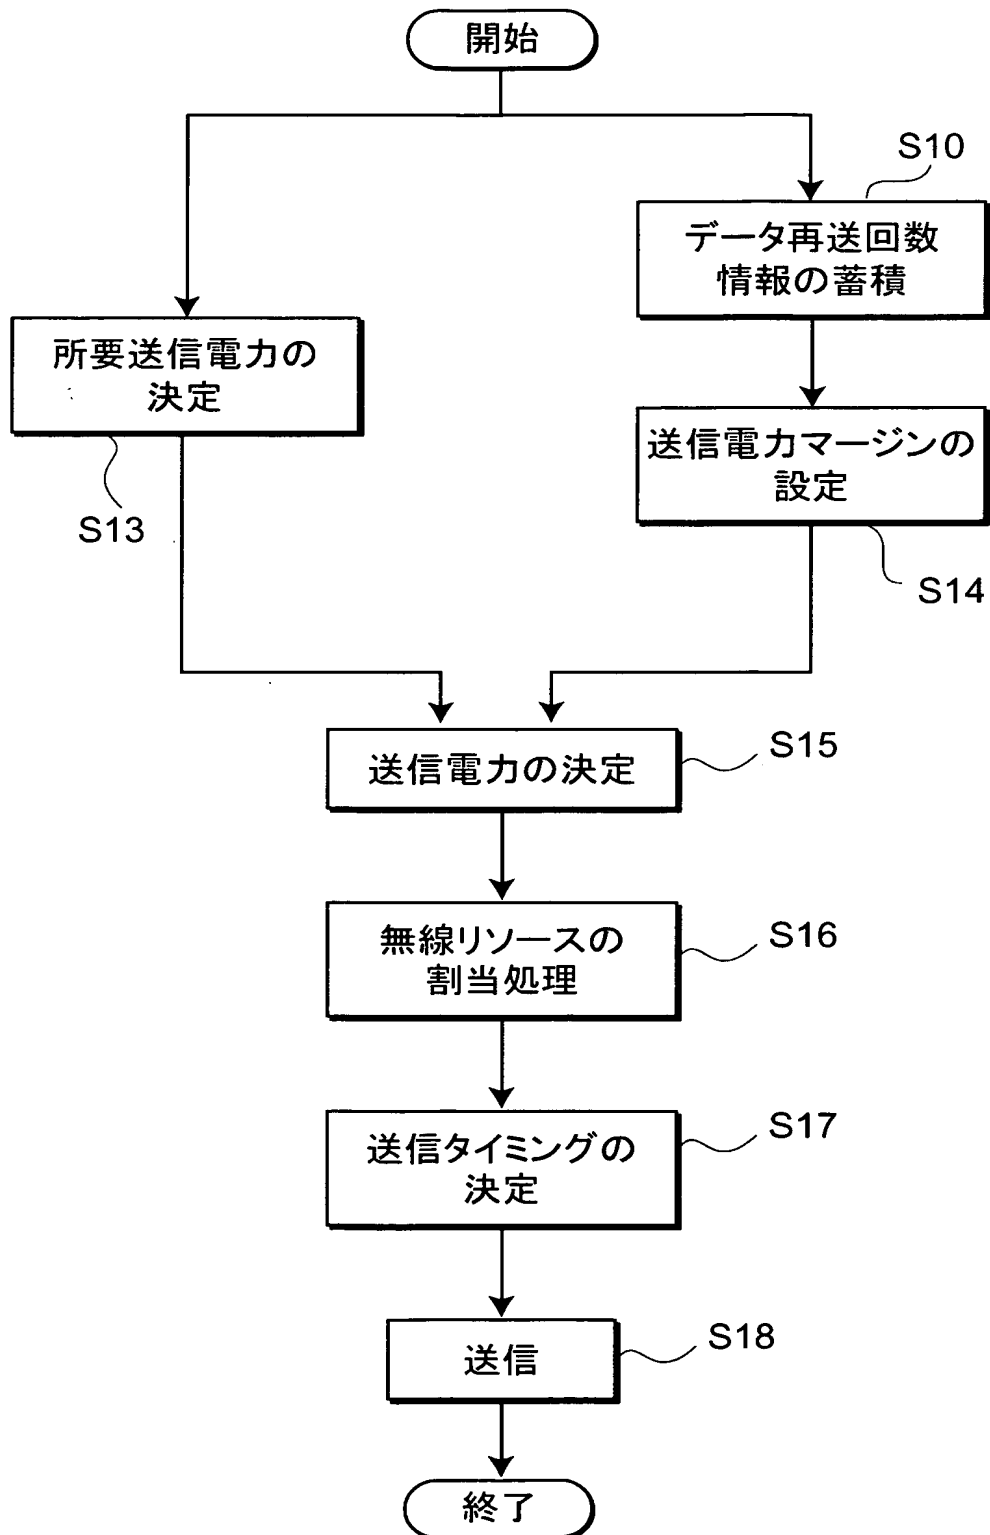 開始
S10
データ再送回数
情報の蓄積
所要送信電力の
決定
S13
送信電力マージンの
設定
S14
送信電力の決定
S15
無線リソースの
割当処理
S16
送信タイミングの
決定
S17
送信
S18
終了